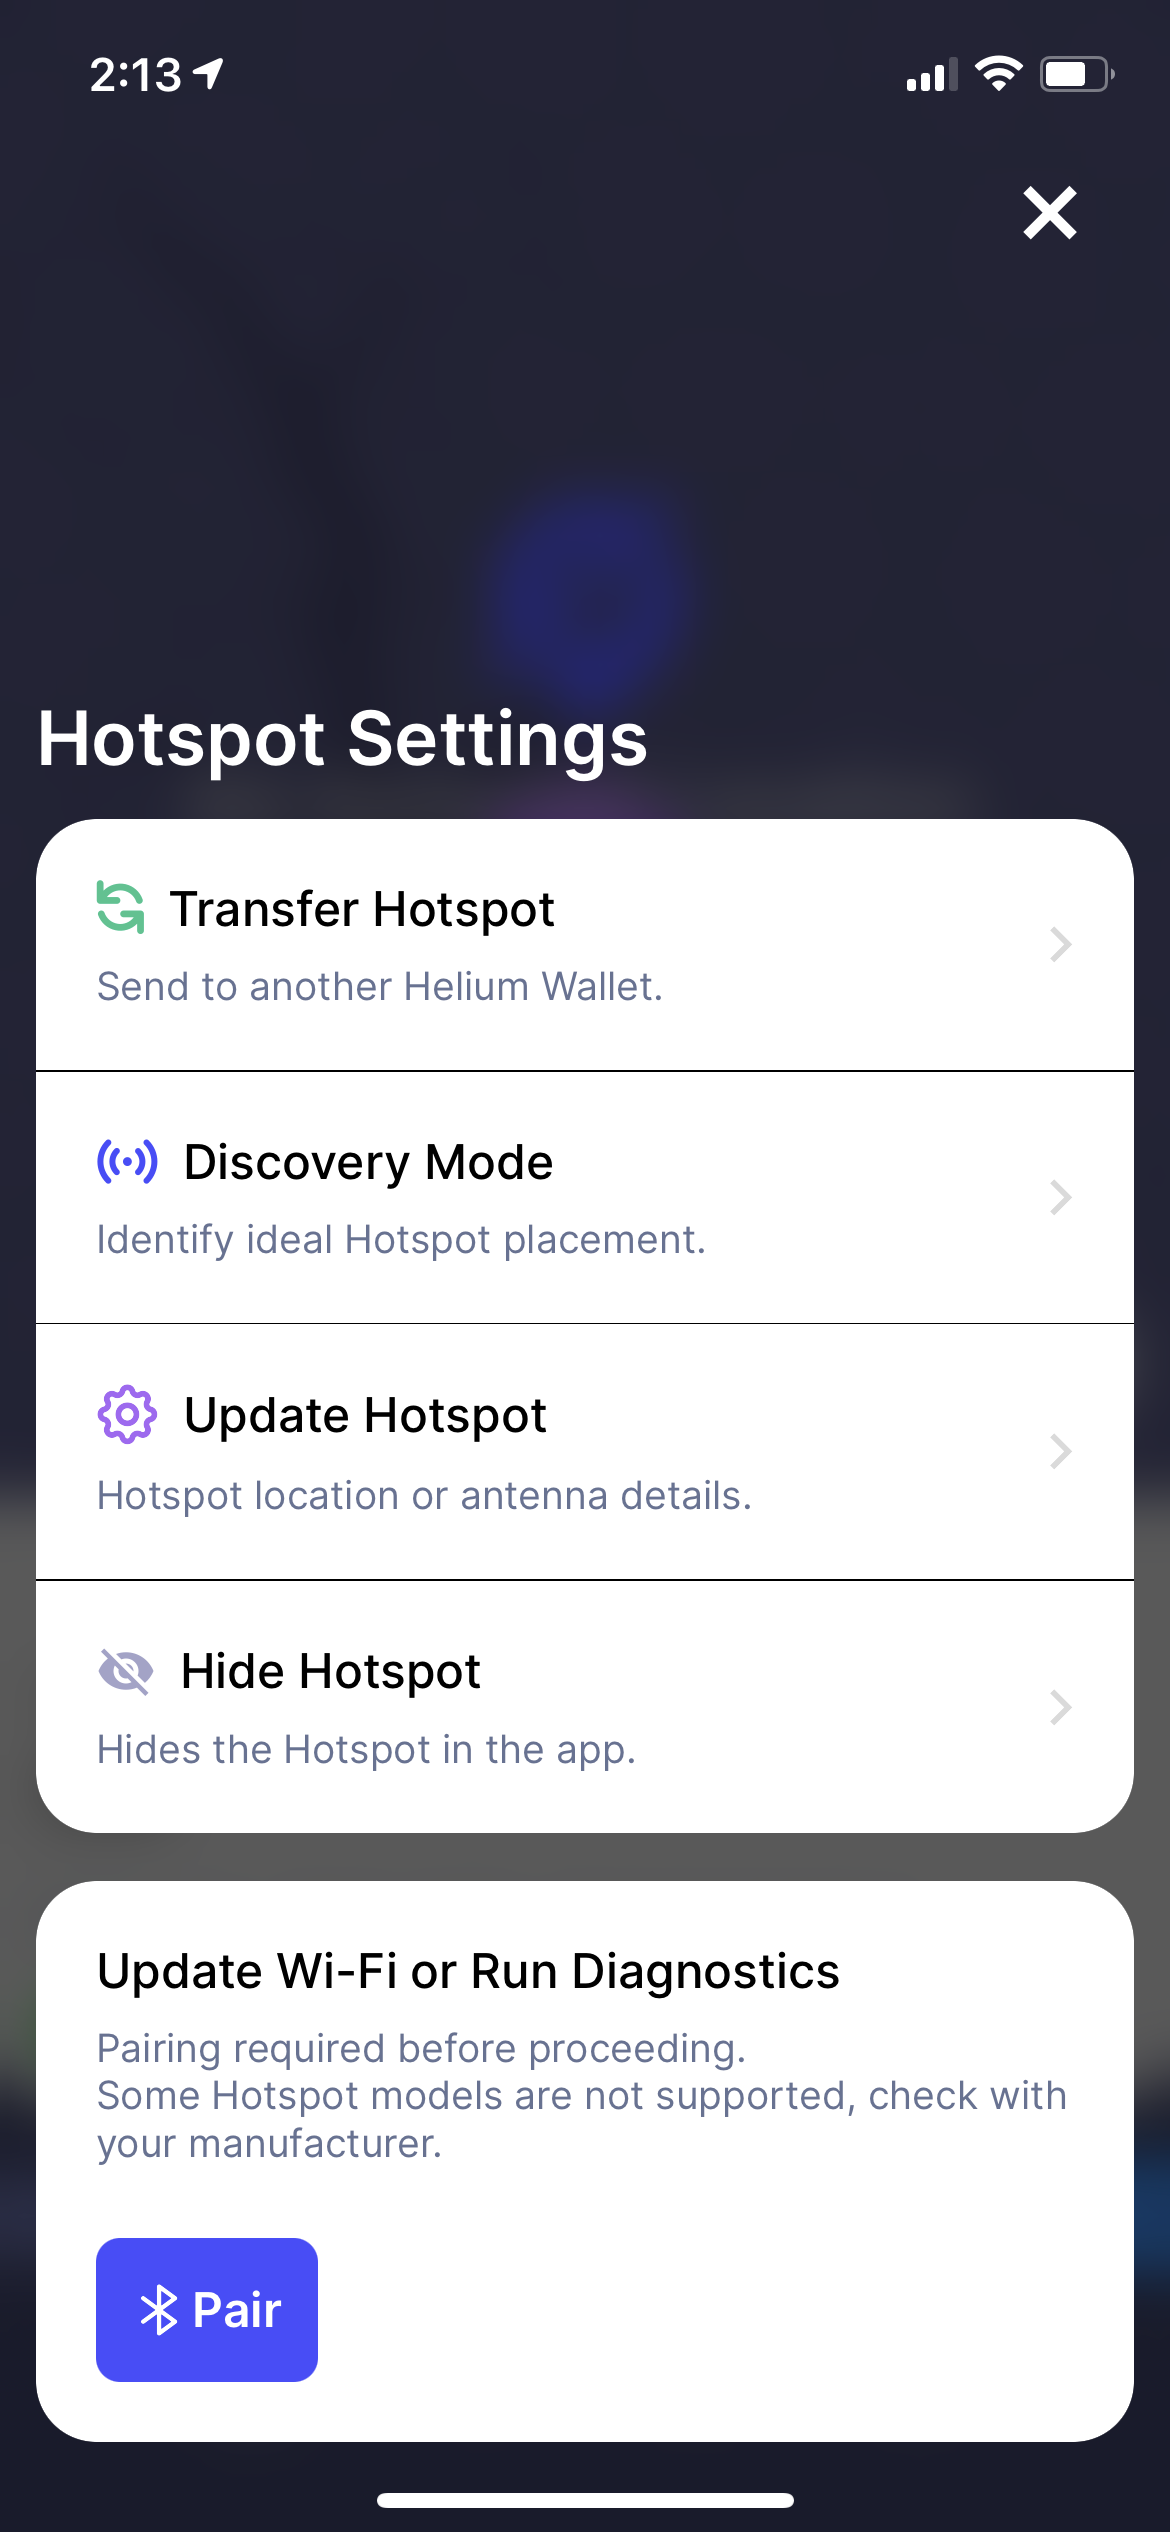 2:13
Hotspot Settings
Transfer Hotspot
Send to another Helium Wallet.
Discovery Mode
Identify ideal Hotspot placement.
Update Hotspot
Hotspot location or antenna details.
Hide Hotspot
Hides the Hotspot in the app.
Update Wi-Fi or Run Diagnostics
Pairing required before proceeding.
Some Hotspot models are not supported, check with
your manufacturer.
Pair